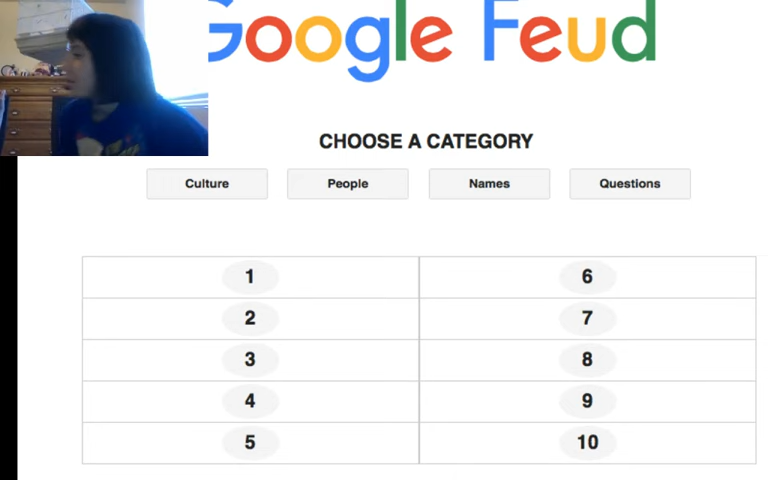 Google Feud
CHOOSE A CATEGORY
Culture People Names Questions
1 6
2 7
3 8
4 9
5 10